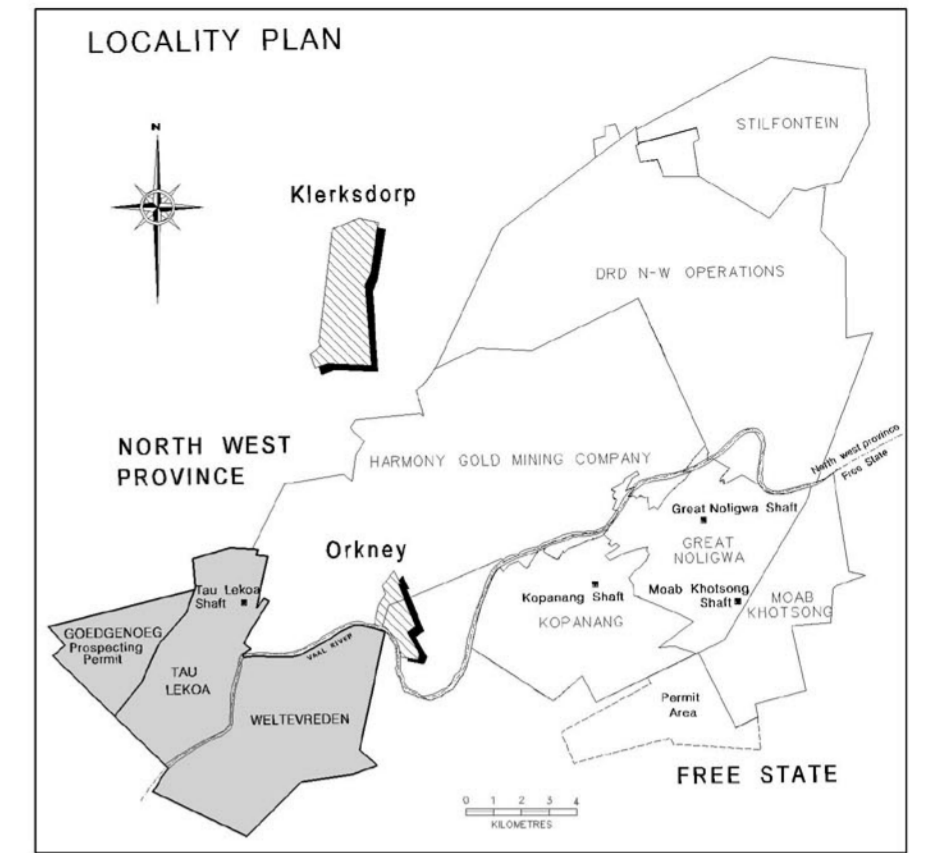 LOCALITY PLAN
N
STILFONTEIN
Klerksdorp
DRD N-W OPERATIONS
NORTH WEST
PROVINCE
HARMONY GOLD MINING COMPANY
North west province
Free State
Great Noligwa Shaft
GREAT
NOLIGWA
Orkney
Tau Lekoa
Shaft
Kopanang Shaft
KOPANANG
Moab Khotsong
Shaft
MOAB
KHOTSONG
GOEDGENOEG
Prospecting
Permit
VAAL RIVER
TAU
LEKOA
WELTEVREDEN
Permit
Area
FREE STATE
0 1 2 3 4
KILOMETRES